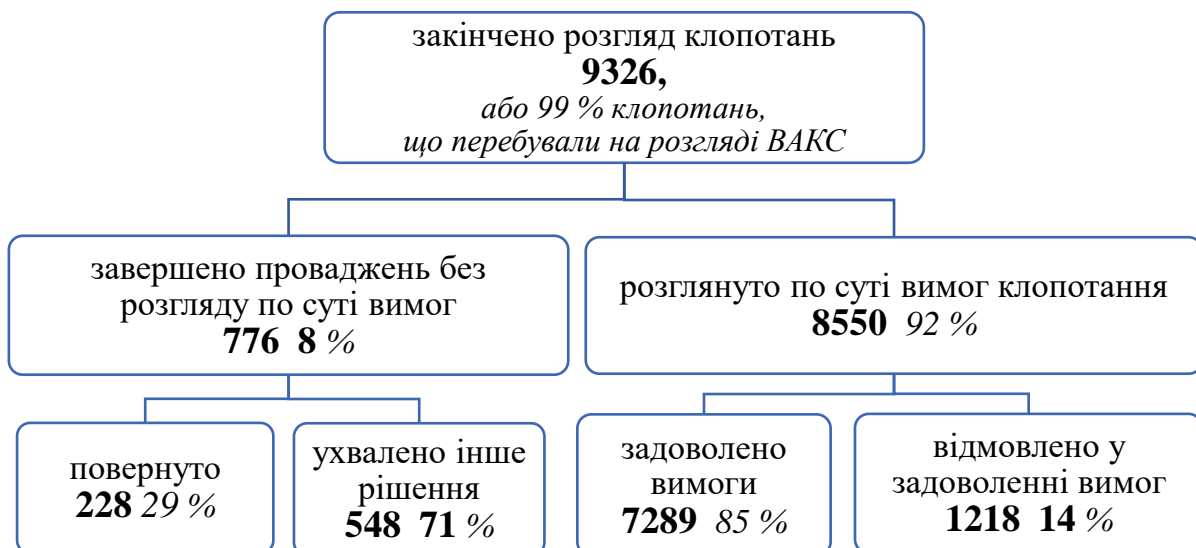 закінчено розгляд клопотань
9326,
або 99 % клопотань,
що перебували на розгляді ВАКС
завершено проваджень без
розгляду по суті вимог
776 8 %
розглянуто по суті вимог клопотання
8550 92 %
повернуто
228 29 %
ухвалено інше
рішення
548 71 %
задоволено
вимоги
7289 85 %
відмовлено у
задоволенні вимог
1218 14 %